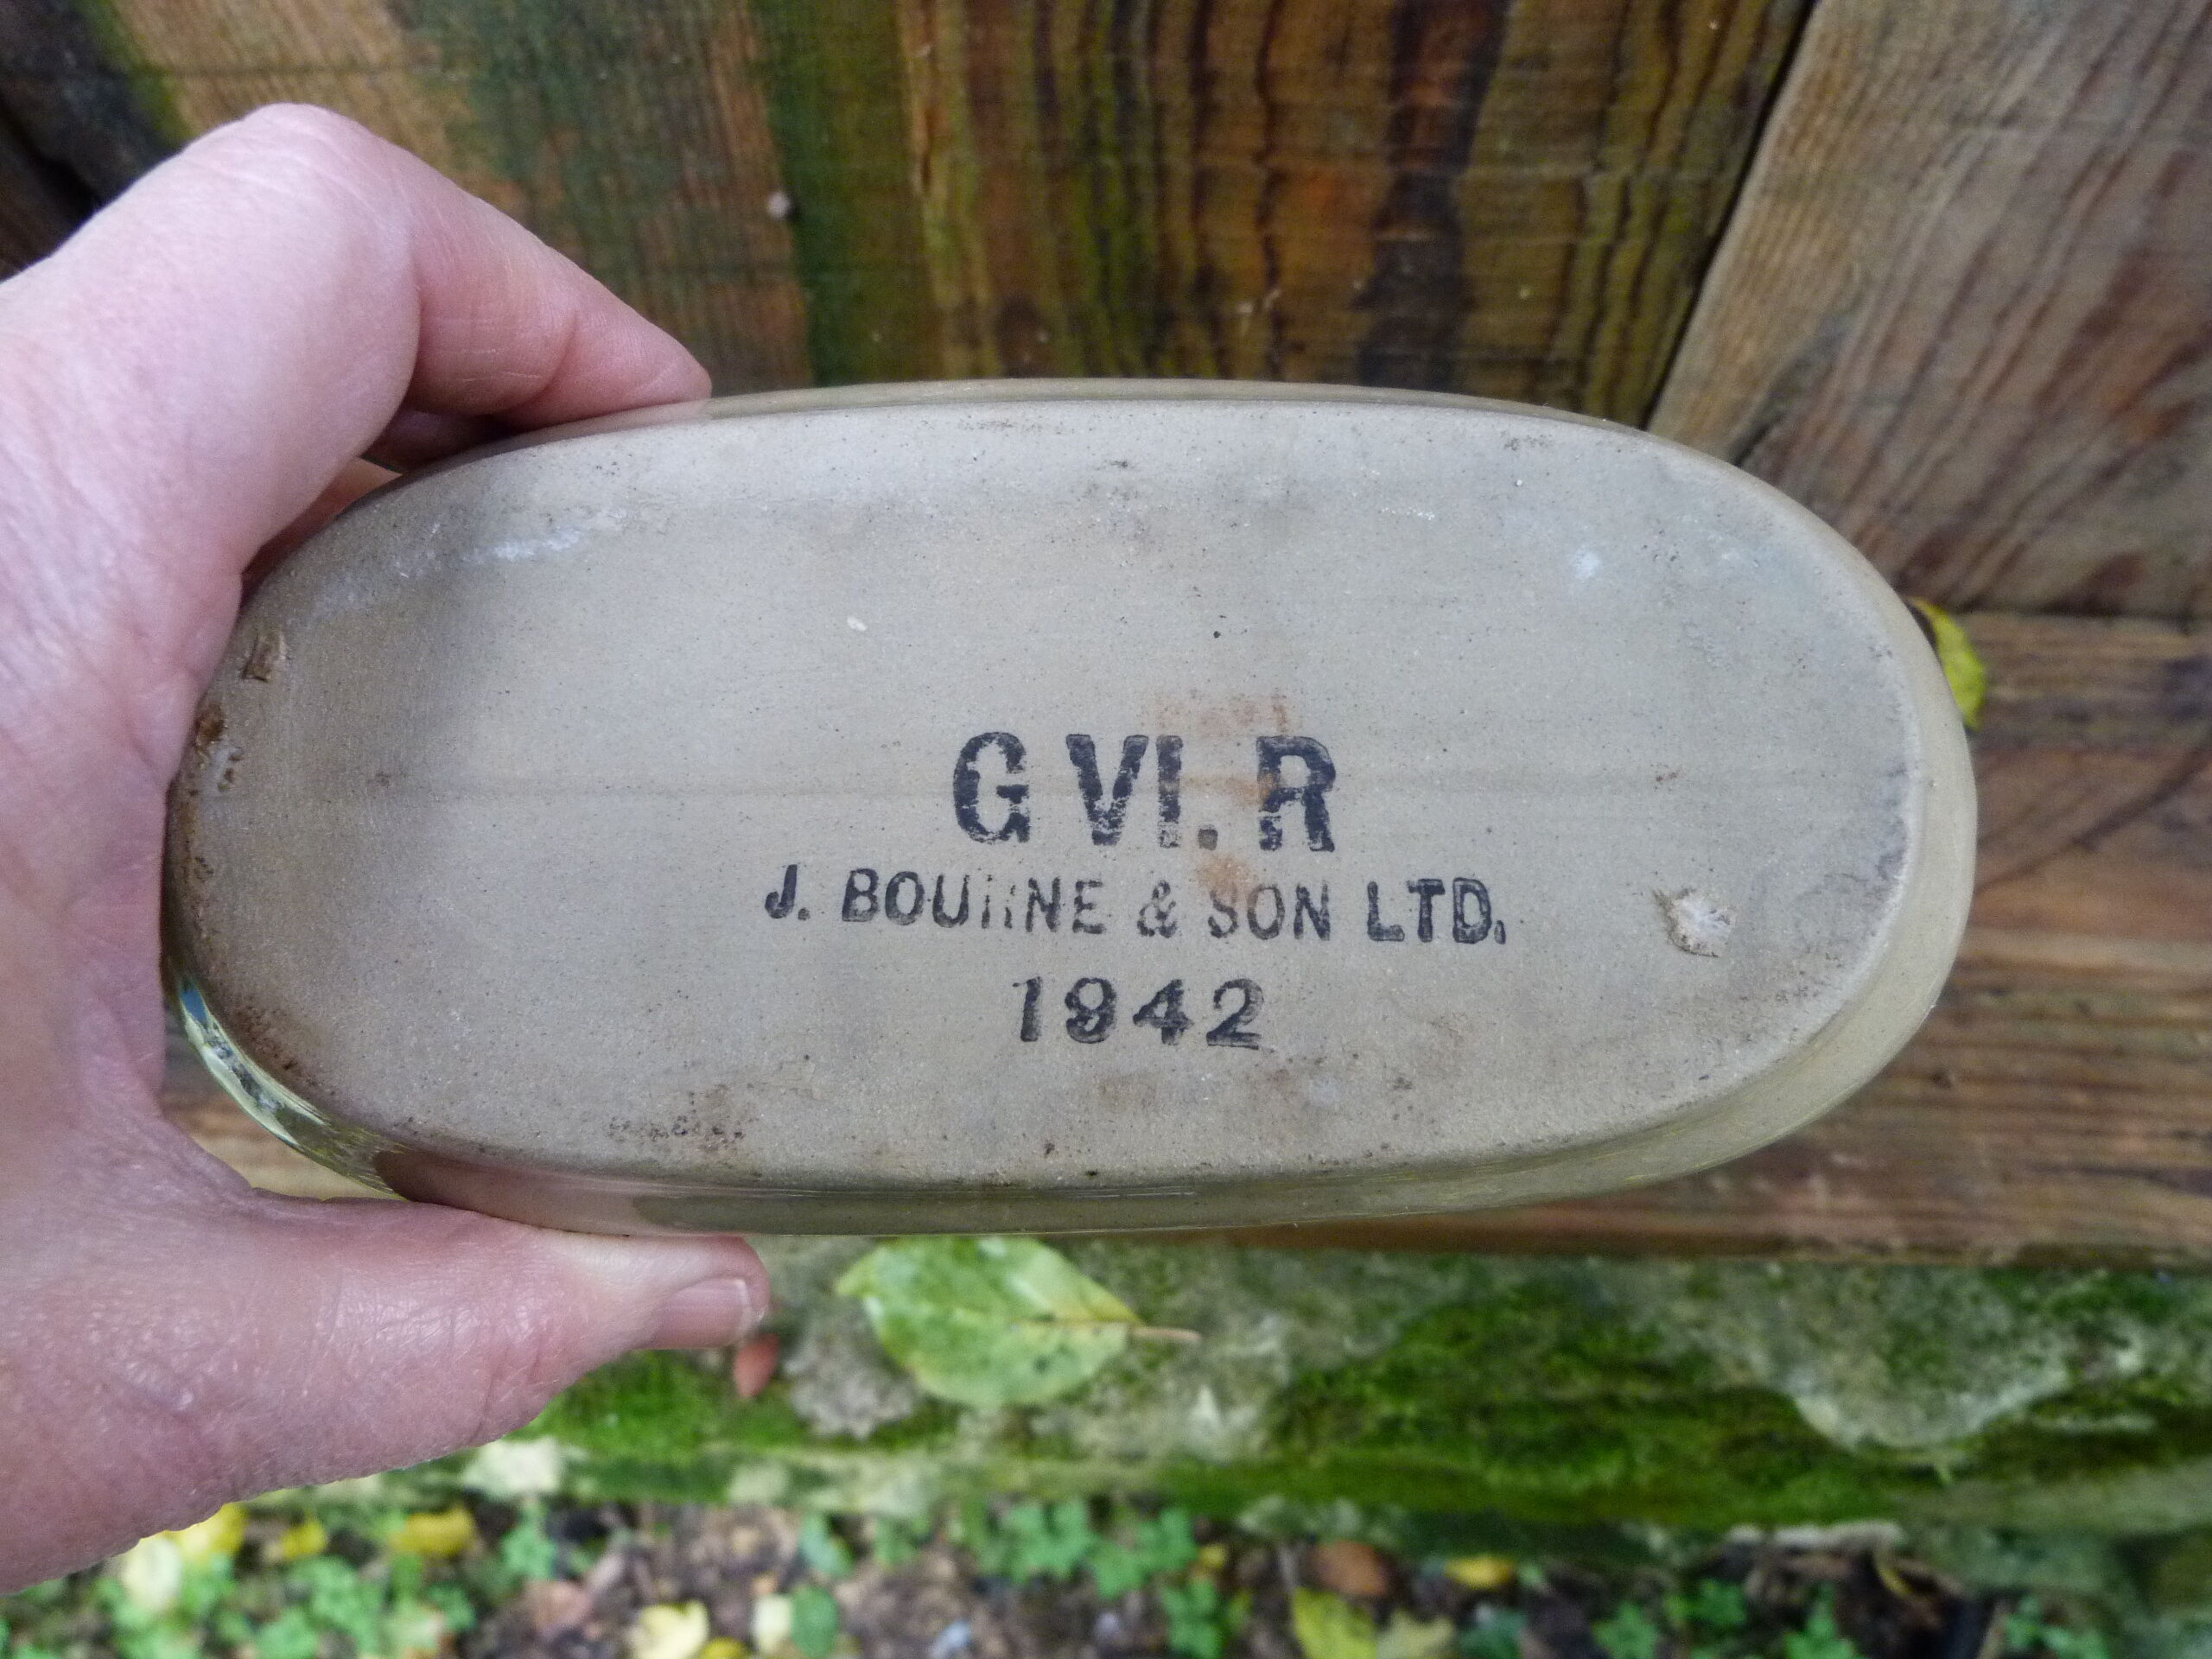 G VI. R
J. BOURNE & SON LTD.
1942